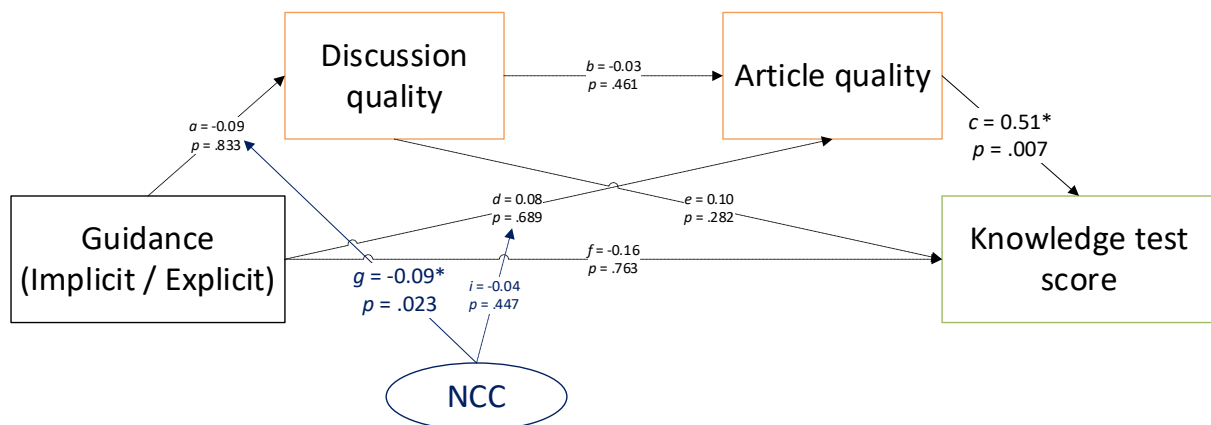 Discussion
quality
b = -0.03
p = .461
Article quality
a = -0.09
p = .833
c = 0.51*
p = .007
Guidance
(Implicit / Explicit)
d = 0.08
p = .689
e = 0.10
p = .282
Knowledge test
score
f = -0.16
p = .763
g = -0.09*
p = .023
i = -0.04
p = .447
NCC